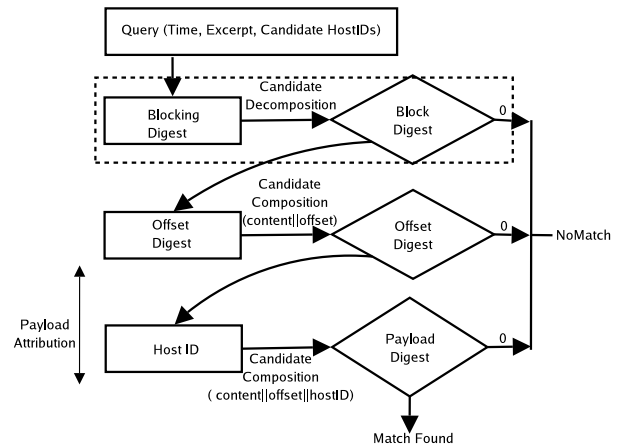 Query (Time, Excerpt, Candidate HostIDs)
Candidate
Decomposition
Blocking
Digest
Block
Digest
0
Candidate
Composition
(content||offset)
Offset
Digest
Offset
Digest
0
NoMatch
Payload
Attribution
Host ID
Payload
Digest
0
Candidate
Composition
( content||offset||hostID)
Match Found